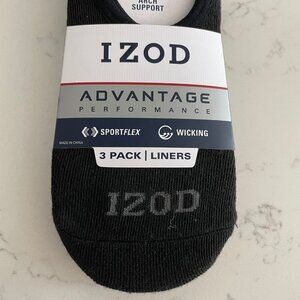 ARCH
SUPPORT
IZOD
ADVANTAGE
PERFORMANCE
SPORTFLEX WICKING
MADE IN CHINA
3 PACK | LINERS
IZOD